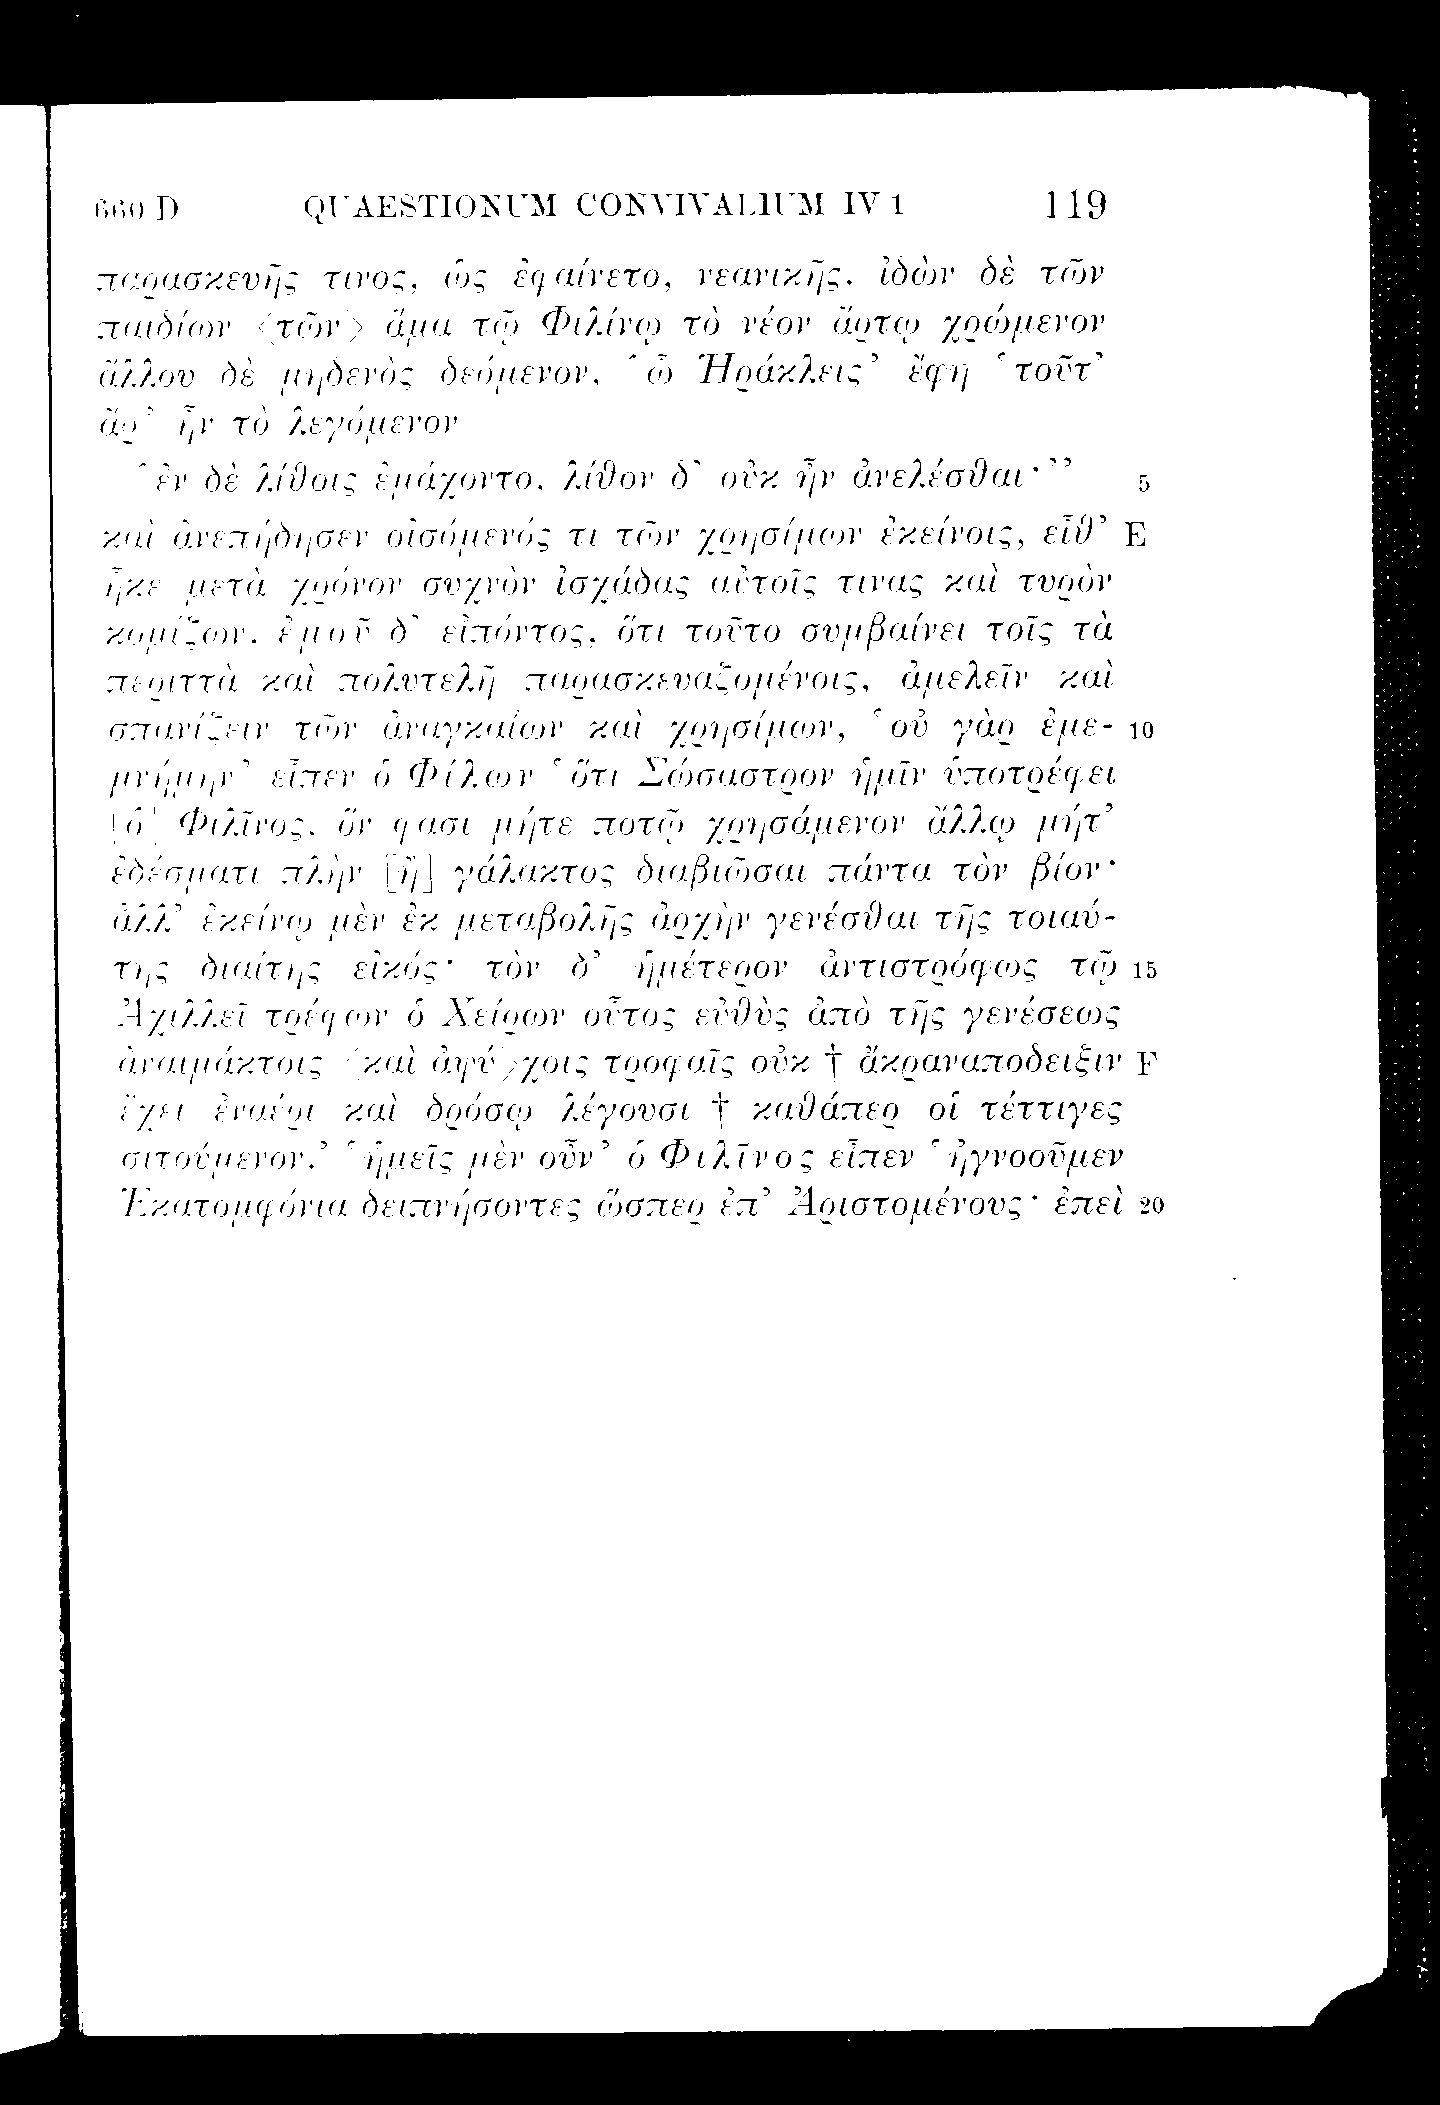 660 D QUAESTIONUM CONVIVALIUM IV 1 119
παρασκευῆς τινος, ὡς ἐφαίνετο, νεανικῆς. ἰδὼν δὲ τῶν
παιδίων ⟨τῶν⟩ ἅμα τῷ Φιλίνῳ τὸ νέον ἄρτῳ χρώμενον
ἄλλου δὲ μηδενὸς δεόμενον, ‛ὦ Ἡράκλεις’ ἔφη ‛τοῦτ’
ἄρ’ ἦν τὸ λεγόμενον
‛ἐν δὲ λίθοις ἐμάχοντο, λίθον δ’ οὐκ ἦν ἀνελέσθαι·’’ 5
καὶ ἀνεπήδησεν οἰσόμενός τι τῶν χρησίμων ἐκείνοις, εἶθ’ E
ἧκε μετὰ χρόνον συχνὸν ἰσχάδας αὐτοῖς τινας καὶ τυρὸν
κομίζων. ἐμοῦ δ’ εἰπόντος, ὅτι τοῦτο συμβαίνει τοῖς τὰ
περιττὰ καὶ πολυτελῆ παρασκευαζομένοις, ἀμελεῖν καὶ
σπανίζειν τῶν ἀναγκαίων καὶ χρησίμων, ‛οὐ γὰρ ἐμε- 10
μνήμην’ εἶπεν ὁ Φίλων ‛ὅτι Σώσαστρον ἡμῖν ὑποτρέφει
[ὁ] Φιλῖνος, ὅν φασι μήτε ποτῷ χρησάμενον ἄλλῳ μήτ’
ἐδέσματι πλὴν [ἢ] γάλακτος διαβιῶσαι πάντα τὸν βίον·
ἀλλ’ ἐκείνῳ μὲν ἐκ μεταβολῆς ἀρχὴν γενέσθαι τῆς τοιαύ-
της διαίτης εἰκός· τὸν δ’ ἡμέτερον ἀντιστρόφως τῷ 15
Ἀχιλλεῖ τρέφων ὁ Χείρων οὗτος εὐθὺς ἀπὸ τῆς γενέσεως
ἀναιμάκτοις ⟨καὶ ἀψύ⟩χοις τροφαῖς οὐκ † ἄκραναποδειξιν F
ἔχει ἐναέρι καὶ δρόσῳ λέγουσι † καθάπερ οἱ τέττιγες
σιτούμενον.’ ‛ἡμεῖς μὲν οὖν’ ὁ Φιλῖνος εἶπεν ‛ἠγνοοῦμεν
Ἑκατομφόνια δειπνήσοντες ὥσπερ ἐπ’ Ἀριστομένους· ἐπεὶ 20